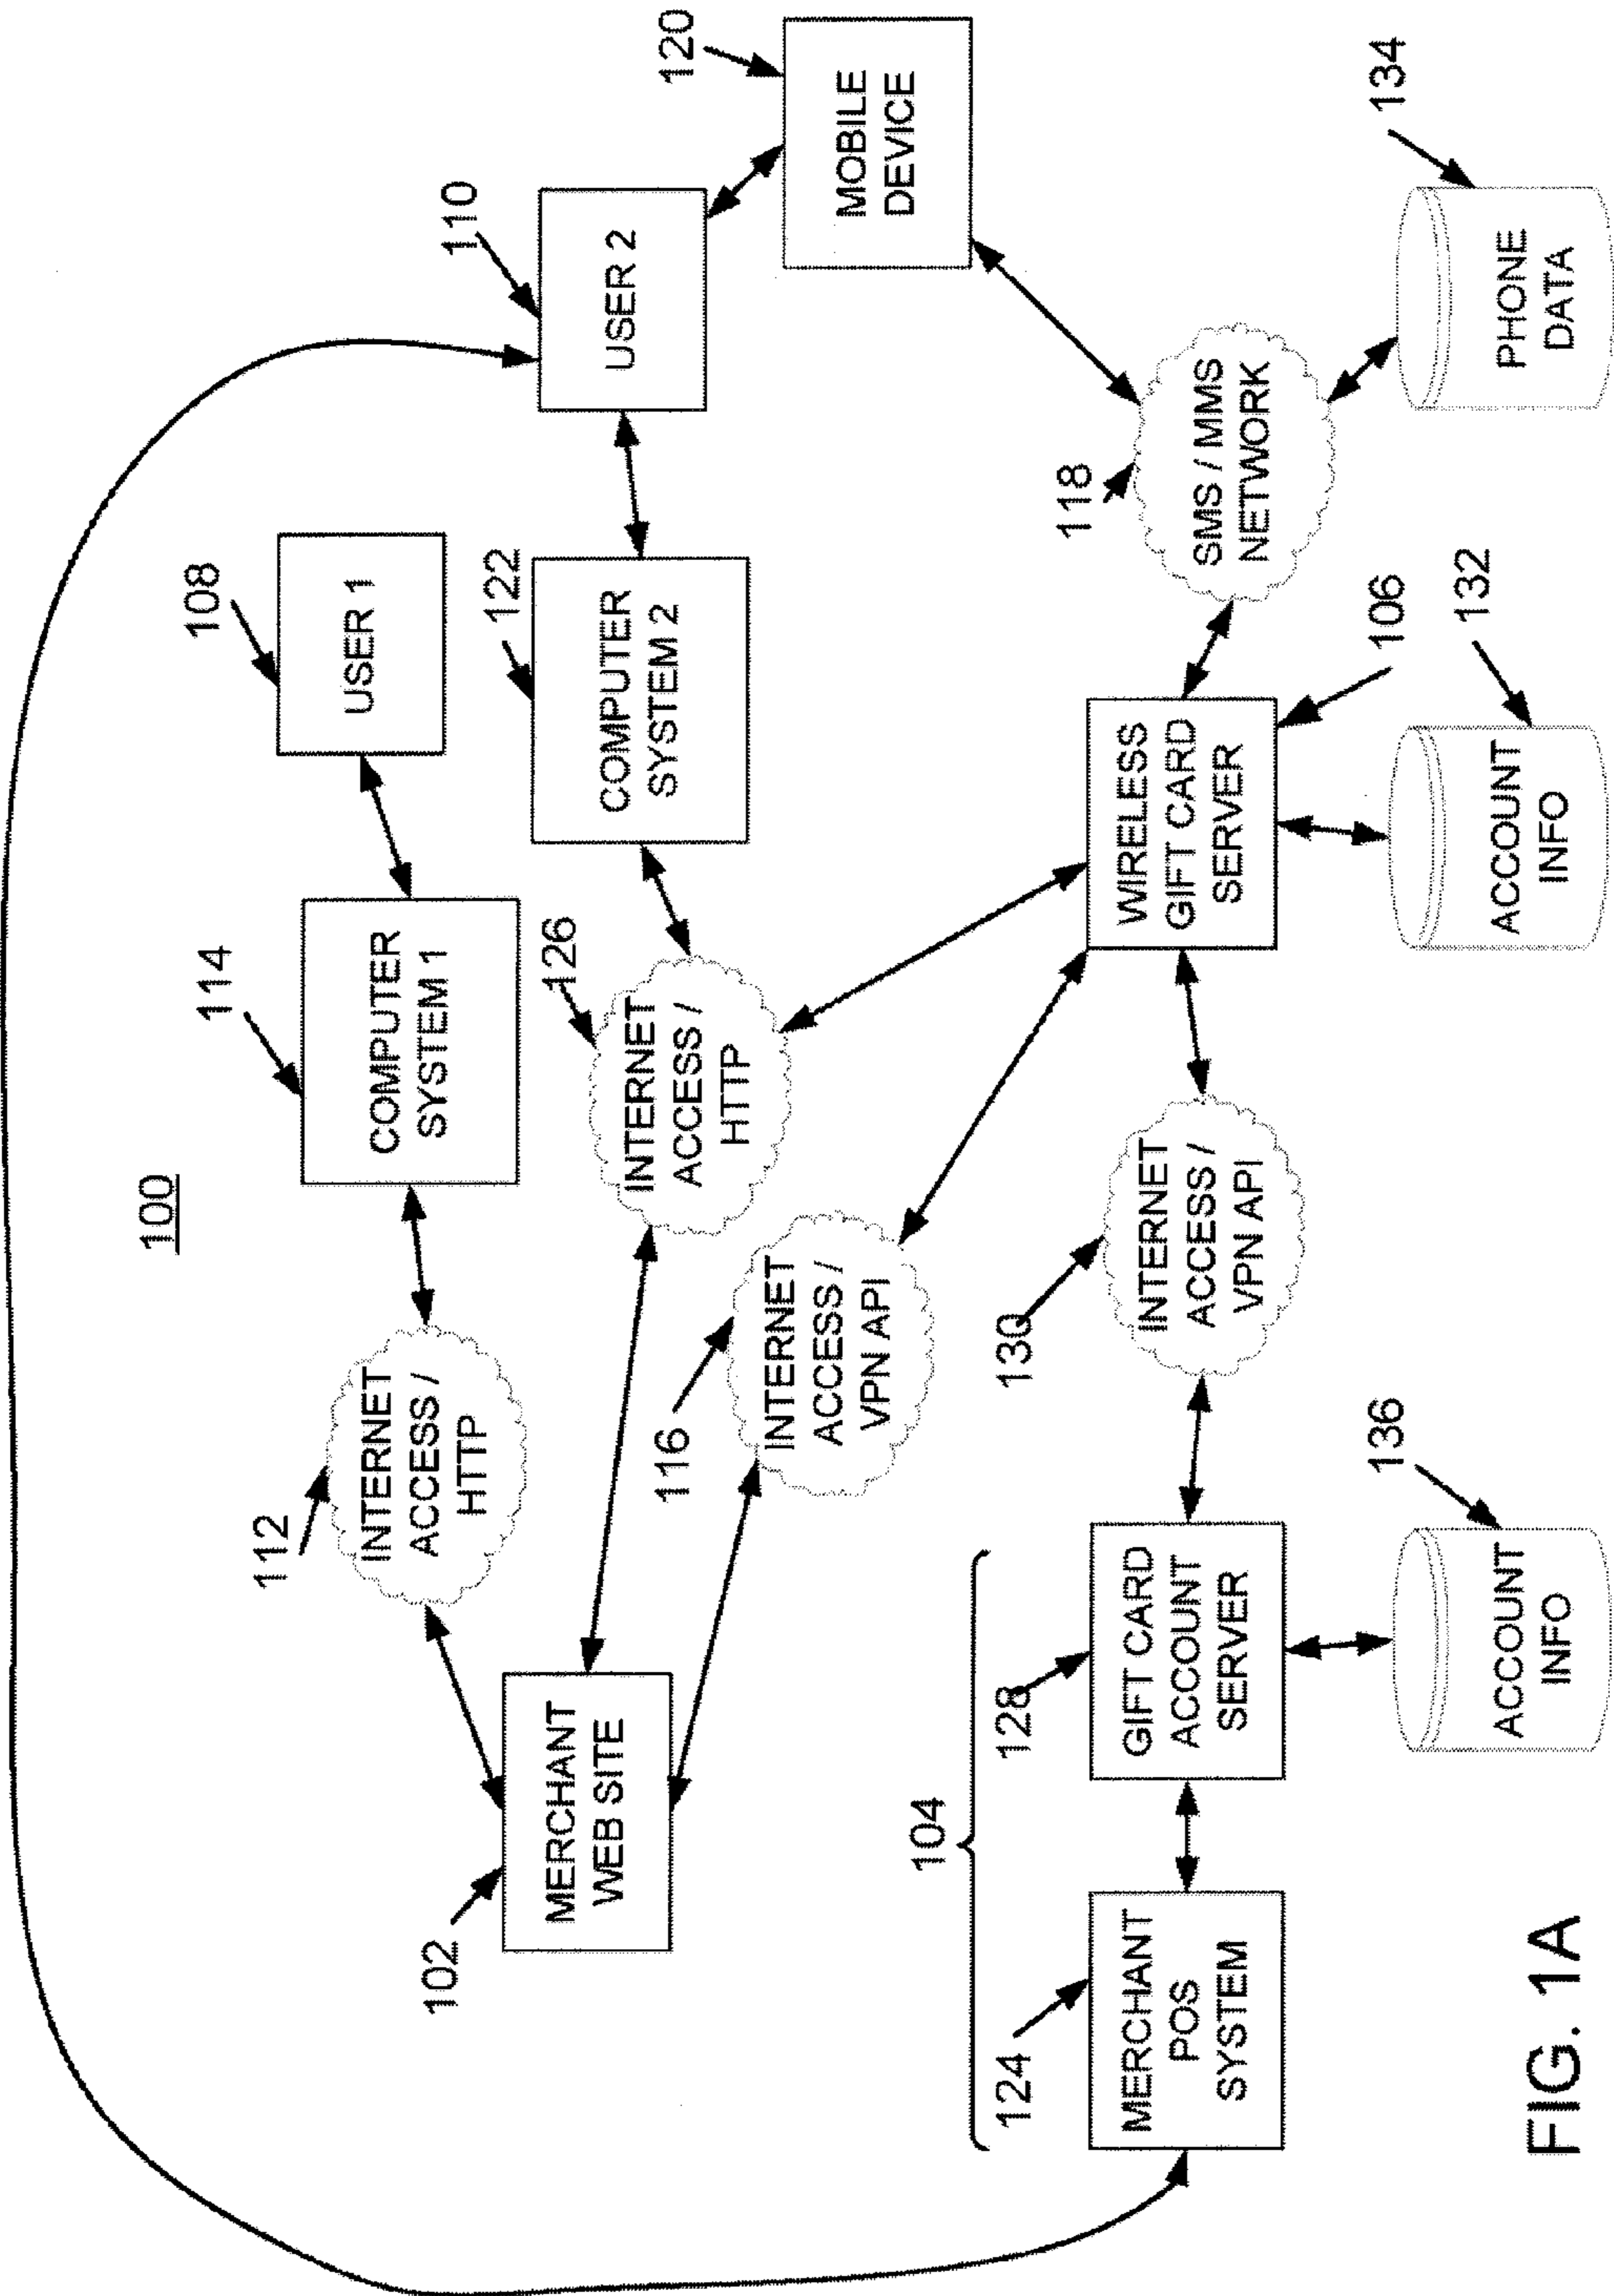 100
108
USER 1
110
USER 2
120
MOBILE
DEVICE
114
COMPUTER
SYSTEM 1
122
COMPUTER
SYSTEM 2
112
INTERNET
ACCESS /
HTTP
126
INTERNET
ACCESS /
HTTP
102
MERCHANT
WEB SITE
116
INTERNET
ACCESS /
VPN API
118
SMS / MMS
NETWORK
134
PHONE
DATA
104
124
MERCHANT
POS
SYSTEM
128
GIFT CARD
ACCOUNT
SERVER
130
INTERNET
ACCESS /
VPN API
WIRELESS
GIFT CARD
SERVER
106
132
ACCOUNT
INFO
136
ACCOUNT
INFO
FIG. 1A